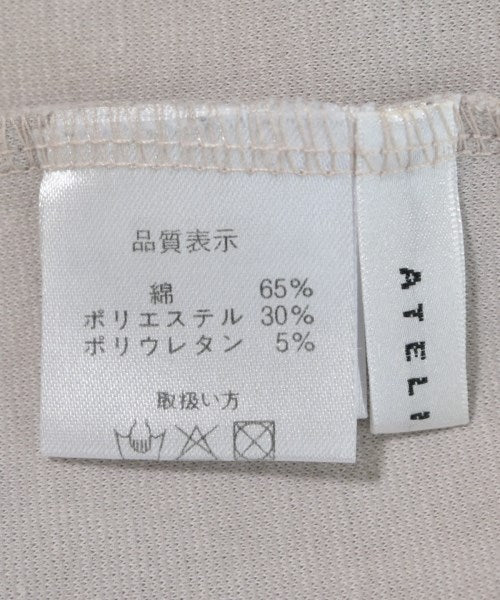 品質表示
綿 65%
ポリエステル 30%
ポリウレタン 5%
取扱い方
ATELI